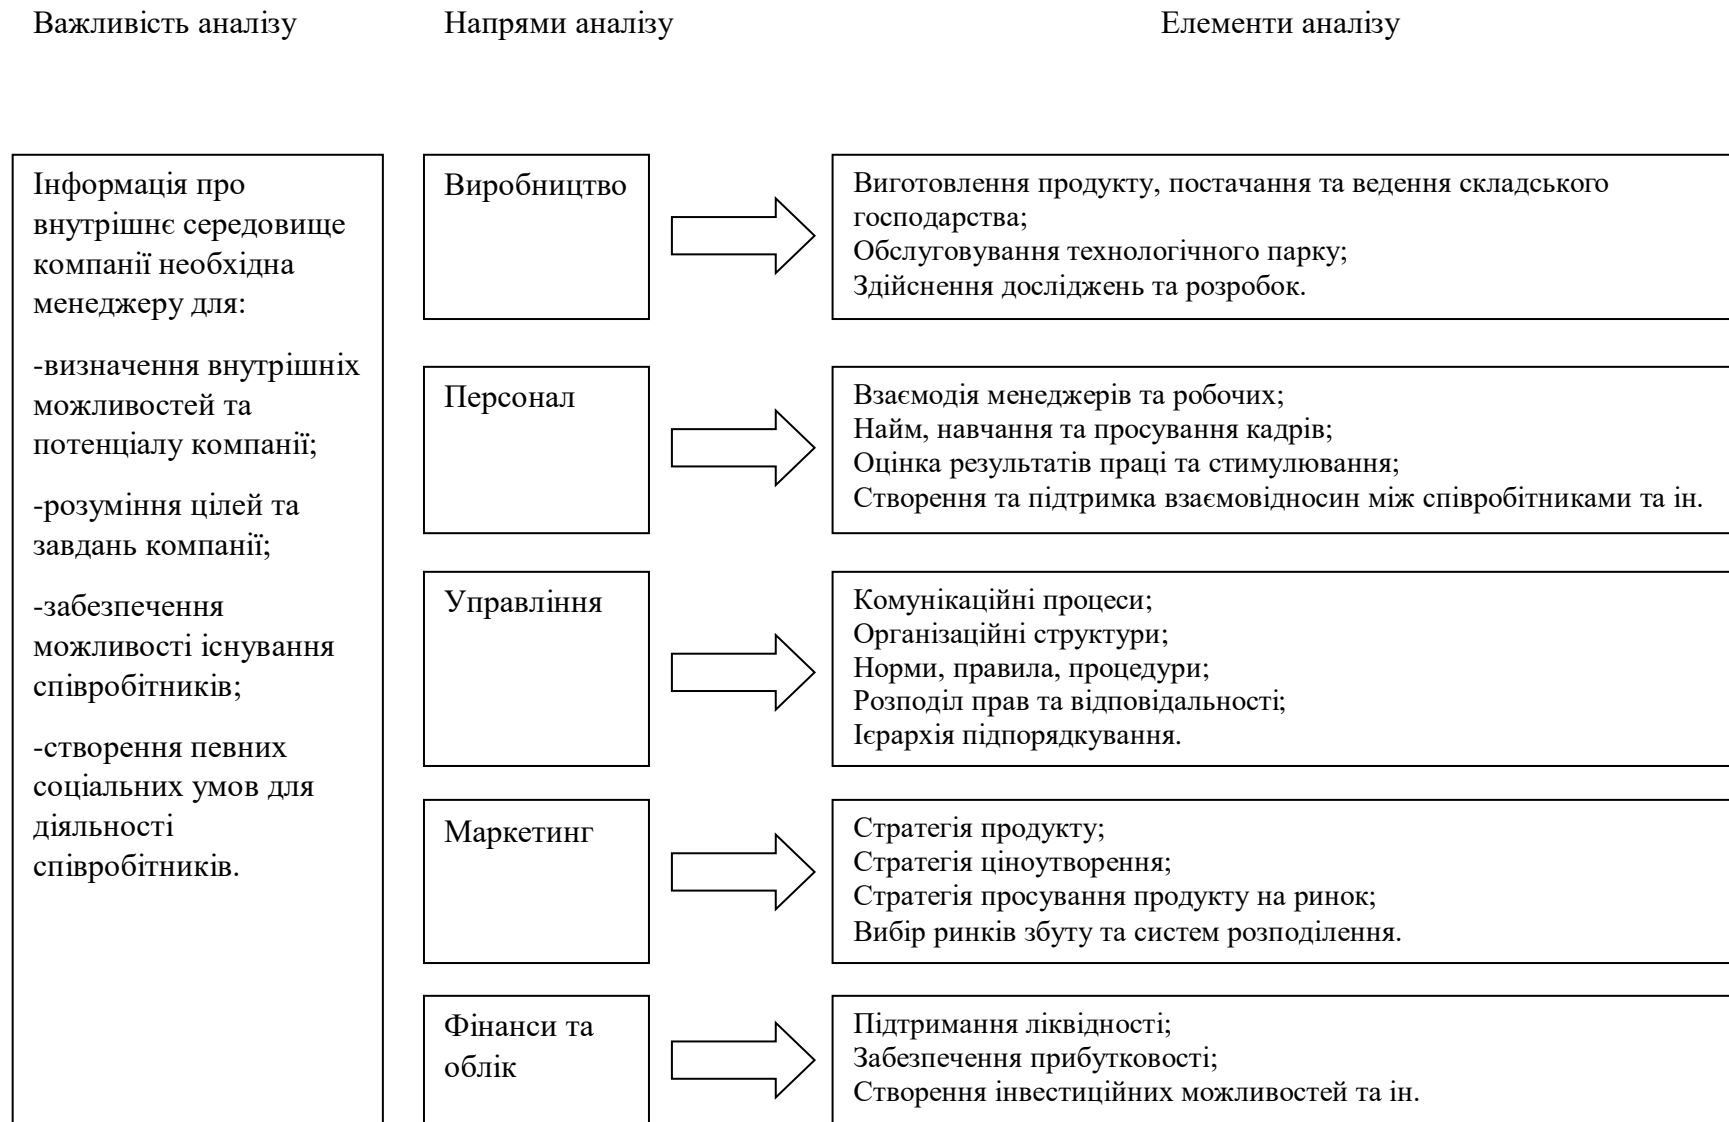 Важливість аналізу
Напрями аналізу
Елементи аналізу
Інформація про
внутрішнє середовище
компанії необхідна
менеджеру для:
-визначення внутрішніх
можливостей та
потенціалу компанії;
-розуміння цілей та
завдань компанії;
-забезпечення
можливості існування
співробітників;
-створення певних
соціальних умов для
діяльності
співробітників.
Виробництво
Виготовлення продукту, постачання та ведення складського
господарства;
Обслуговування технологічного парку;
Здійснення досліджень та розробок.
Персонал
Взаємодія менеджерів та робочих;
Найм, навчання та просування кадрів;
Оцінка результатів праці та стимулювання;
Створення та підтримка взаємовідносин між співробітниками та ін.
Управління
Комунікаційні процеси;
Організаційні структури;
Норми, правила, процедури;
Розподіл прав та відповідальності;
Ієрархія підпорядкування.
Маркетинг
Стратегія продукту;
Стратегія ціноутворення;
Стратегія просування продукту на ринок;
Вибір ринків збуту та систем розподілення.
Фінанси та
облік
Підтримання ліквідності;
Забезпечення прибутковості;
Створення інвестиційних можливостей та ін.